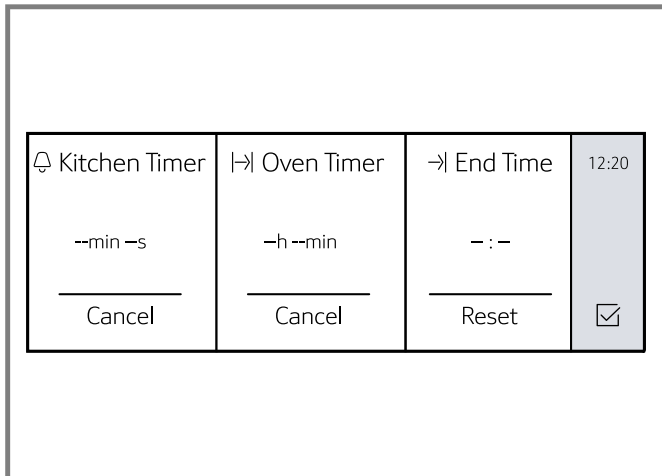 Kitchen Timer
--min –s
Cancel
Oven Timer
–h --min
Cancel
End Time
– : –
Reset
12:20